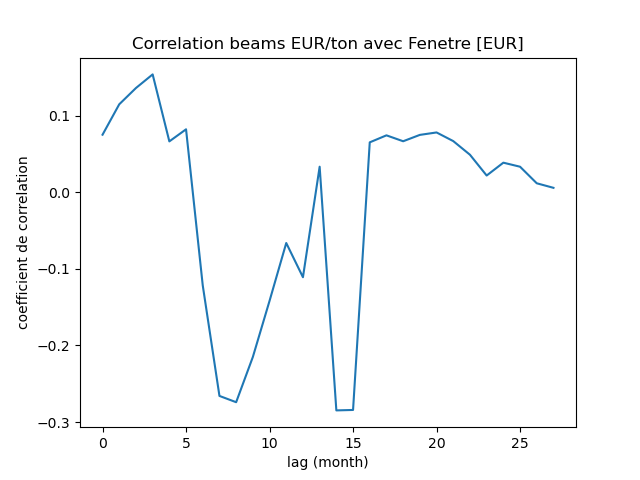 Correlation beams EUR/ton avec Fenetre [EUR]
coefficient de correlation
0.1
0.0
−0.1
−0.2
−0.3
0 5 10 15 20 25
lag (month)